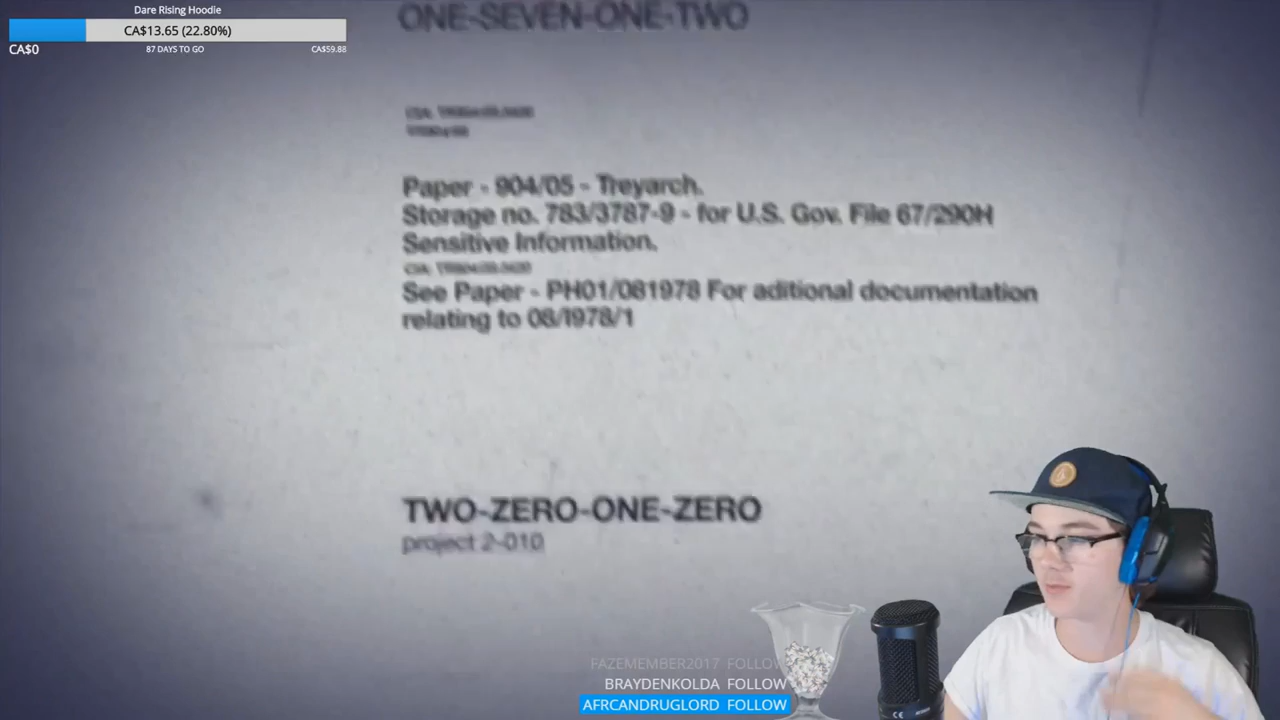 Dare Rising Hoodie
CA$13.65 (22.80%)
CA$0
87 DAYS TO GO
CA$59.88
ONE-SEVEN-ONE-TWO
Paper - 904/05 - Treyarch.
Storage no. 783/3787-9 - for U.S. Gov. File 67/290H
Sensitive Information.
See Paper - PH01/081978 For aditional documentation
relating to 08/1978/1
TWO-ZERO-ONE-ZERO
project 2-010
FAZEMEMBER2017 FOLLOW
BRAYDENKOLDA FOLLOW
AFRCANDRUGLORD FOLLOW